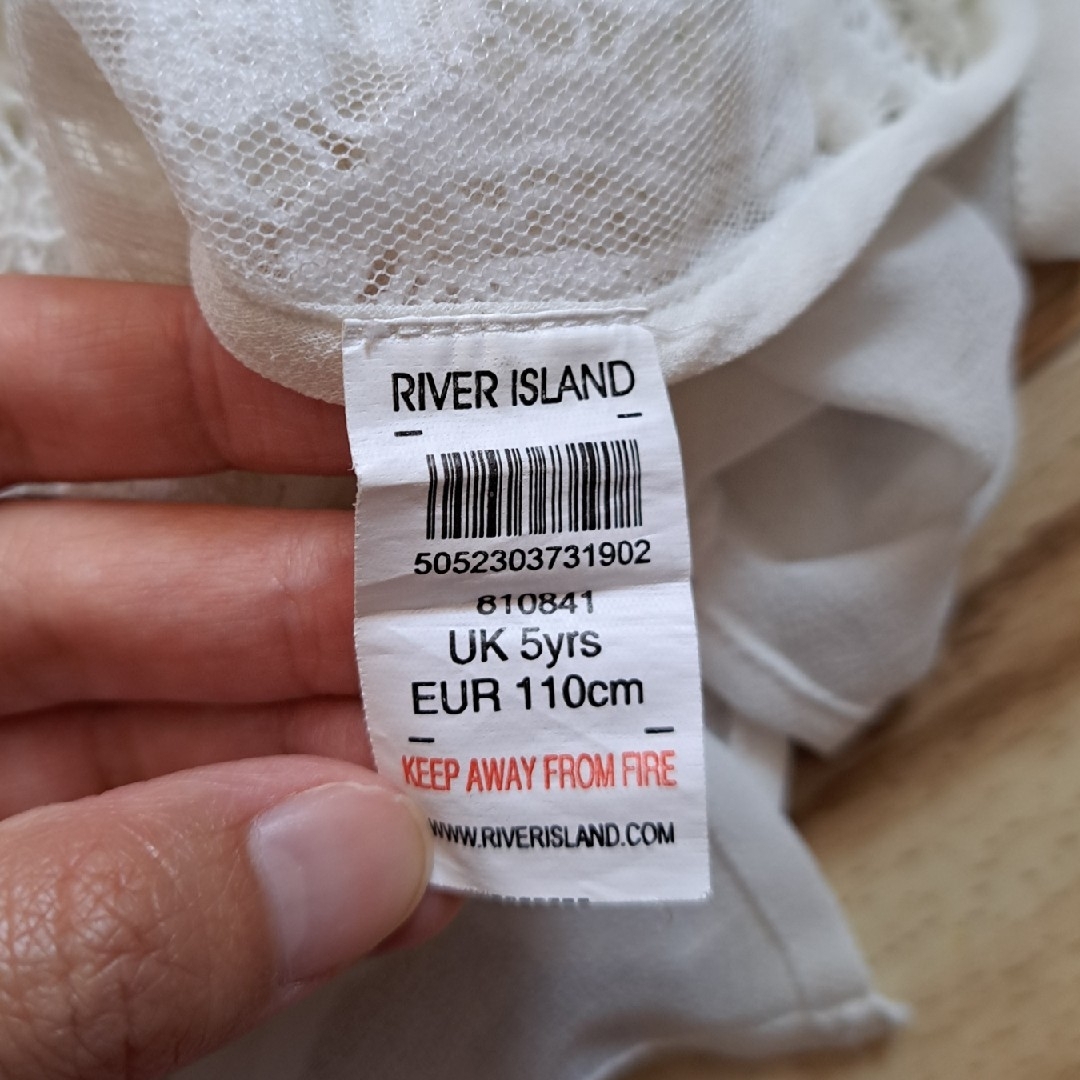 RIVER ISLAND
5052303731902
810841
UK 5yrs
EUR 110cm
KEEP AWAY FROM FIRE
WWW.RIVERISLAND.COM